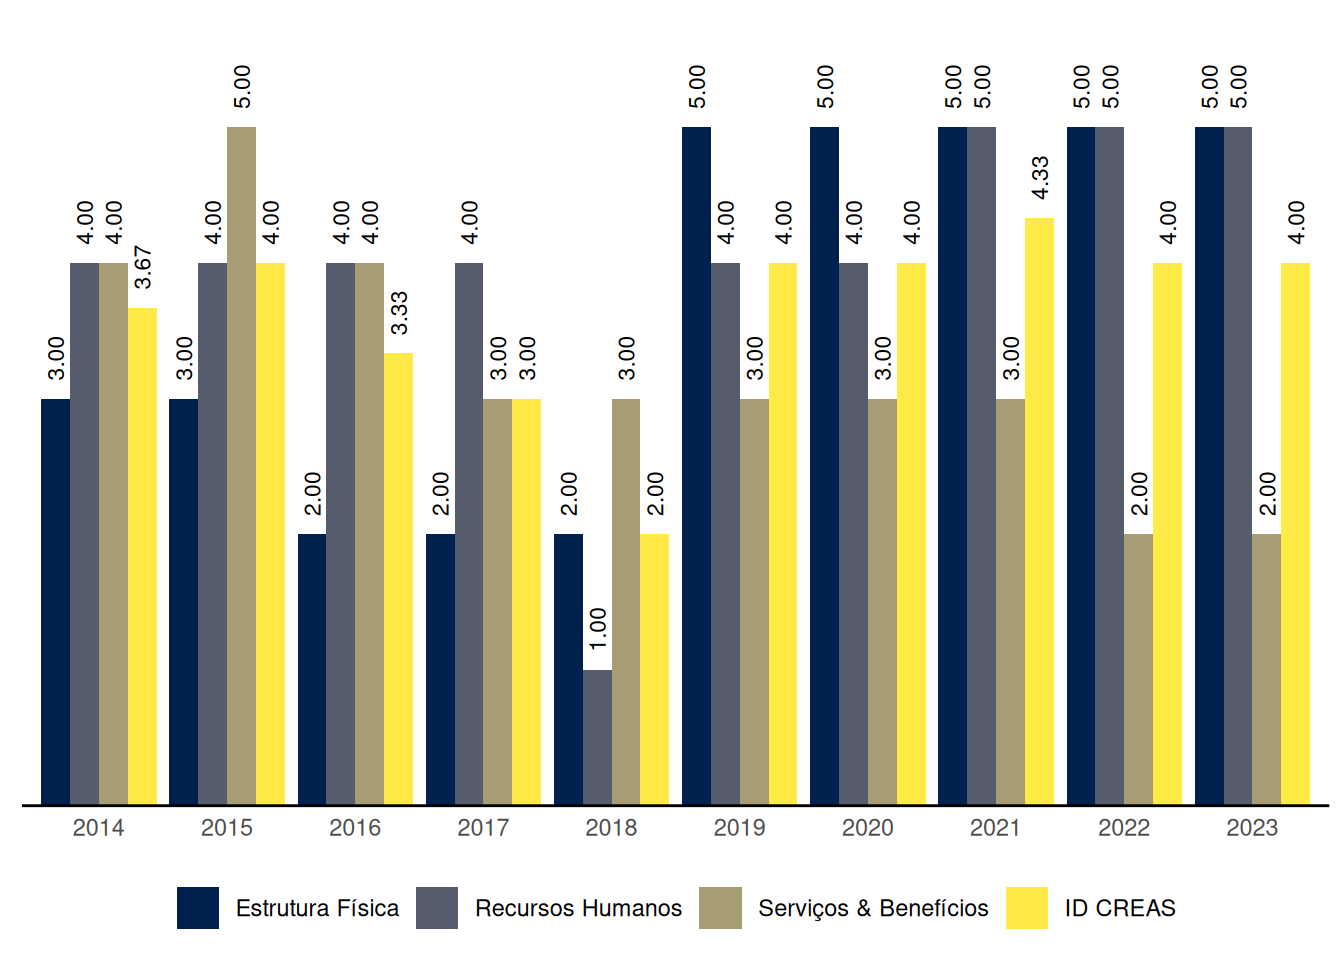 5.00 5.00 5.00 5.00 5.00 5.00 5.00 5.00 5.00
4.33
4.00 4.00 4.00 4.00 4.00 4.00 4.00 4.00 4.00 4.00 4.00 4.00 4.00
3.67
3.33
3.00 3.00 3.00 3.00 3.00 3.00 3.00 3.00
2.00 2.00 2.00 2.00 2.00 2.00
1.00
2014 2015 2016 2017 2018 2019 2020 2021 2022 2023
Estrutura Física Recursos Humanos Serviços & Benefícios ID CREAS